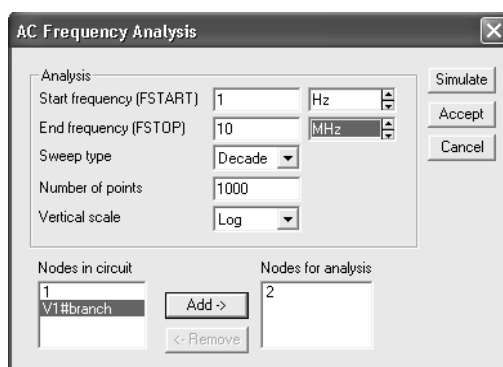 AC Frequency Analysis
Analysis
Start frequency (FSTART) 1 Hz
End frequency (FSTOP) 10 MHz
Sweep type Decade
Number of points 1000
Vertical scale Log
Simulate
Accept
Cancel
Nodes in circuit
1
V1#branch
Add ->
<- Remove
Nodes for analysis
2